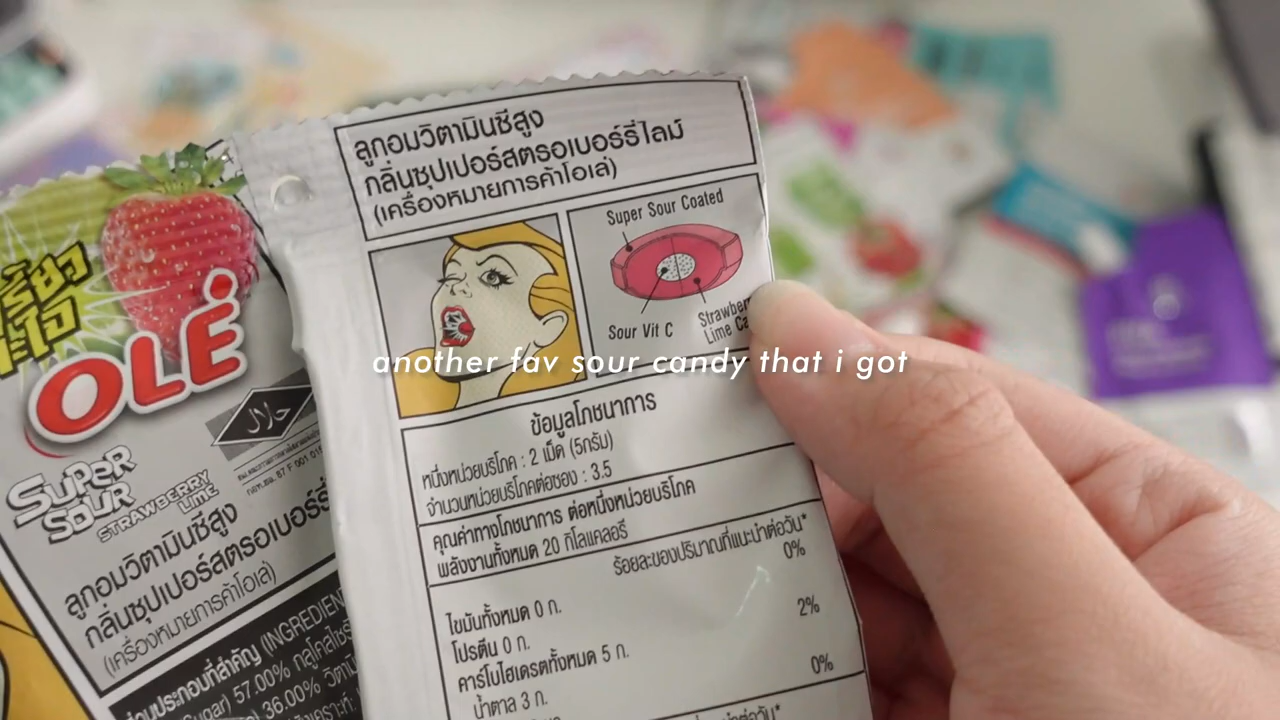 ลูกอมวิตามินซีสูง
กลิ่นซุปเปอร์สตรอเบอร์รี่ไลม์
(เครื่องหมายการค้าโอเล่)
Super Sour Coated
Sour Vit C
Lime
another fav sour candy that i got
ข้อมูลโภชนาการ
หนึ่งหน่วยบริโภค : 2 เม็ด (5กรัม)
จำนวนหน่วยบริโภคต่อซอง : 3.5
คุณค่าทางโภชนาการ ต่อหนึ่งหน่วยบริโภค
พลังงานทั้งหมด 20 กิโลแคลอรี
ร้อยละของปริมาณที่แนะนำต่อวัน*
ไขมันทั้งหมด 0 ก. 0%
โปรตีน 0 ก.
คาร์โบไฮเดรตทั้งหมด 5 ก. 2%
น้ำตาล 3 ก.
0%
OLÉ
حلال
SUPER
SOUR
STRAWBERRY
LIME
ลูกอมวิตามินซีสูง
กลิ่นซุปเปอร์สตรอเบอร์รี่
(เครื่องหมายการค้าโอเล่)
57.00%
36.00%